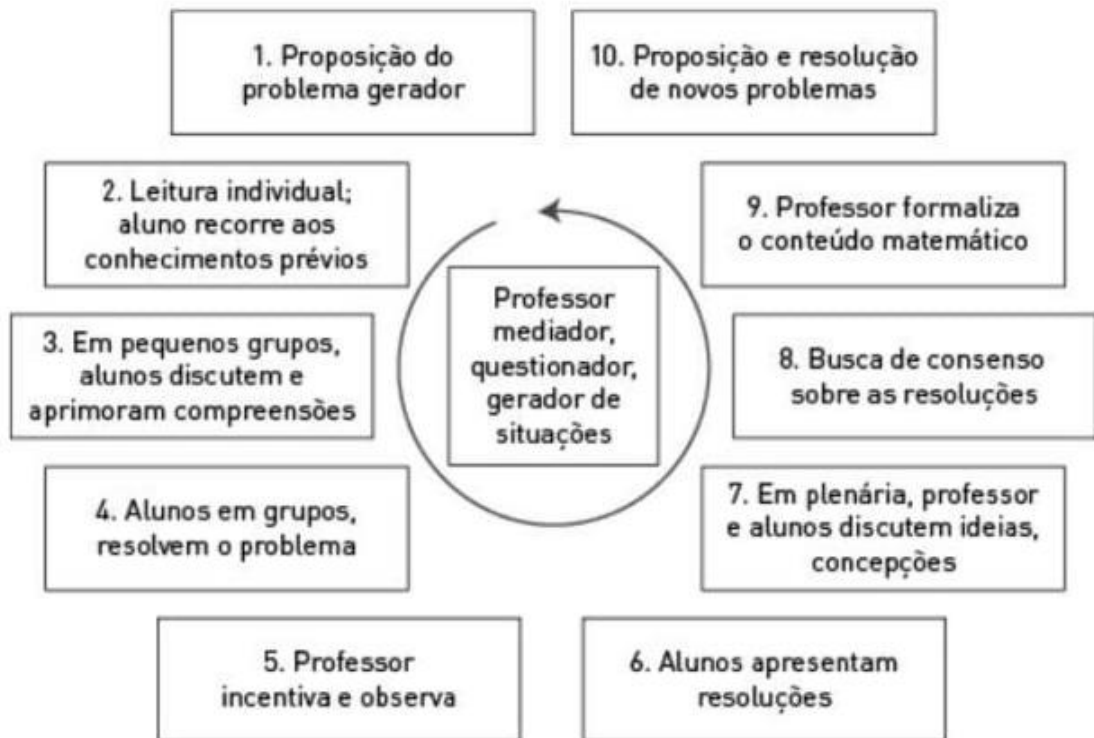 1. Proposição do
problema gerador
10. Proposição e resolução
de novos problemas
2. Leitura individual;
aluno recorre aos
conhecimentos prévios
9. Professor formaliza
o conteúdo matemático
Professor
mediador,
questionador,
gerador de
situações
3. Em pequenos grupos,
alunos discutem e
aprimoram compreensões
8. Busca de consenso
sobre as resoluções
4. Alunos em grupos,
resolvem o problema
7. Em plenária, professor
e alunos discutem ideias,
concepções
5. Professor
incentiva e observa
6. Alunos apresentam
resoluções